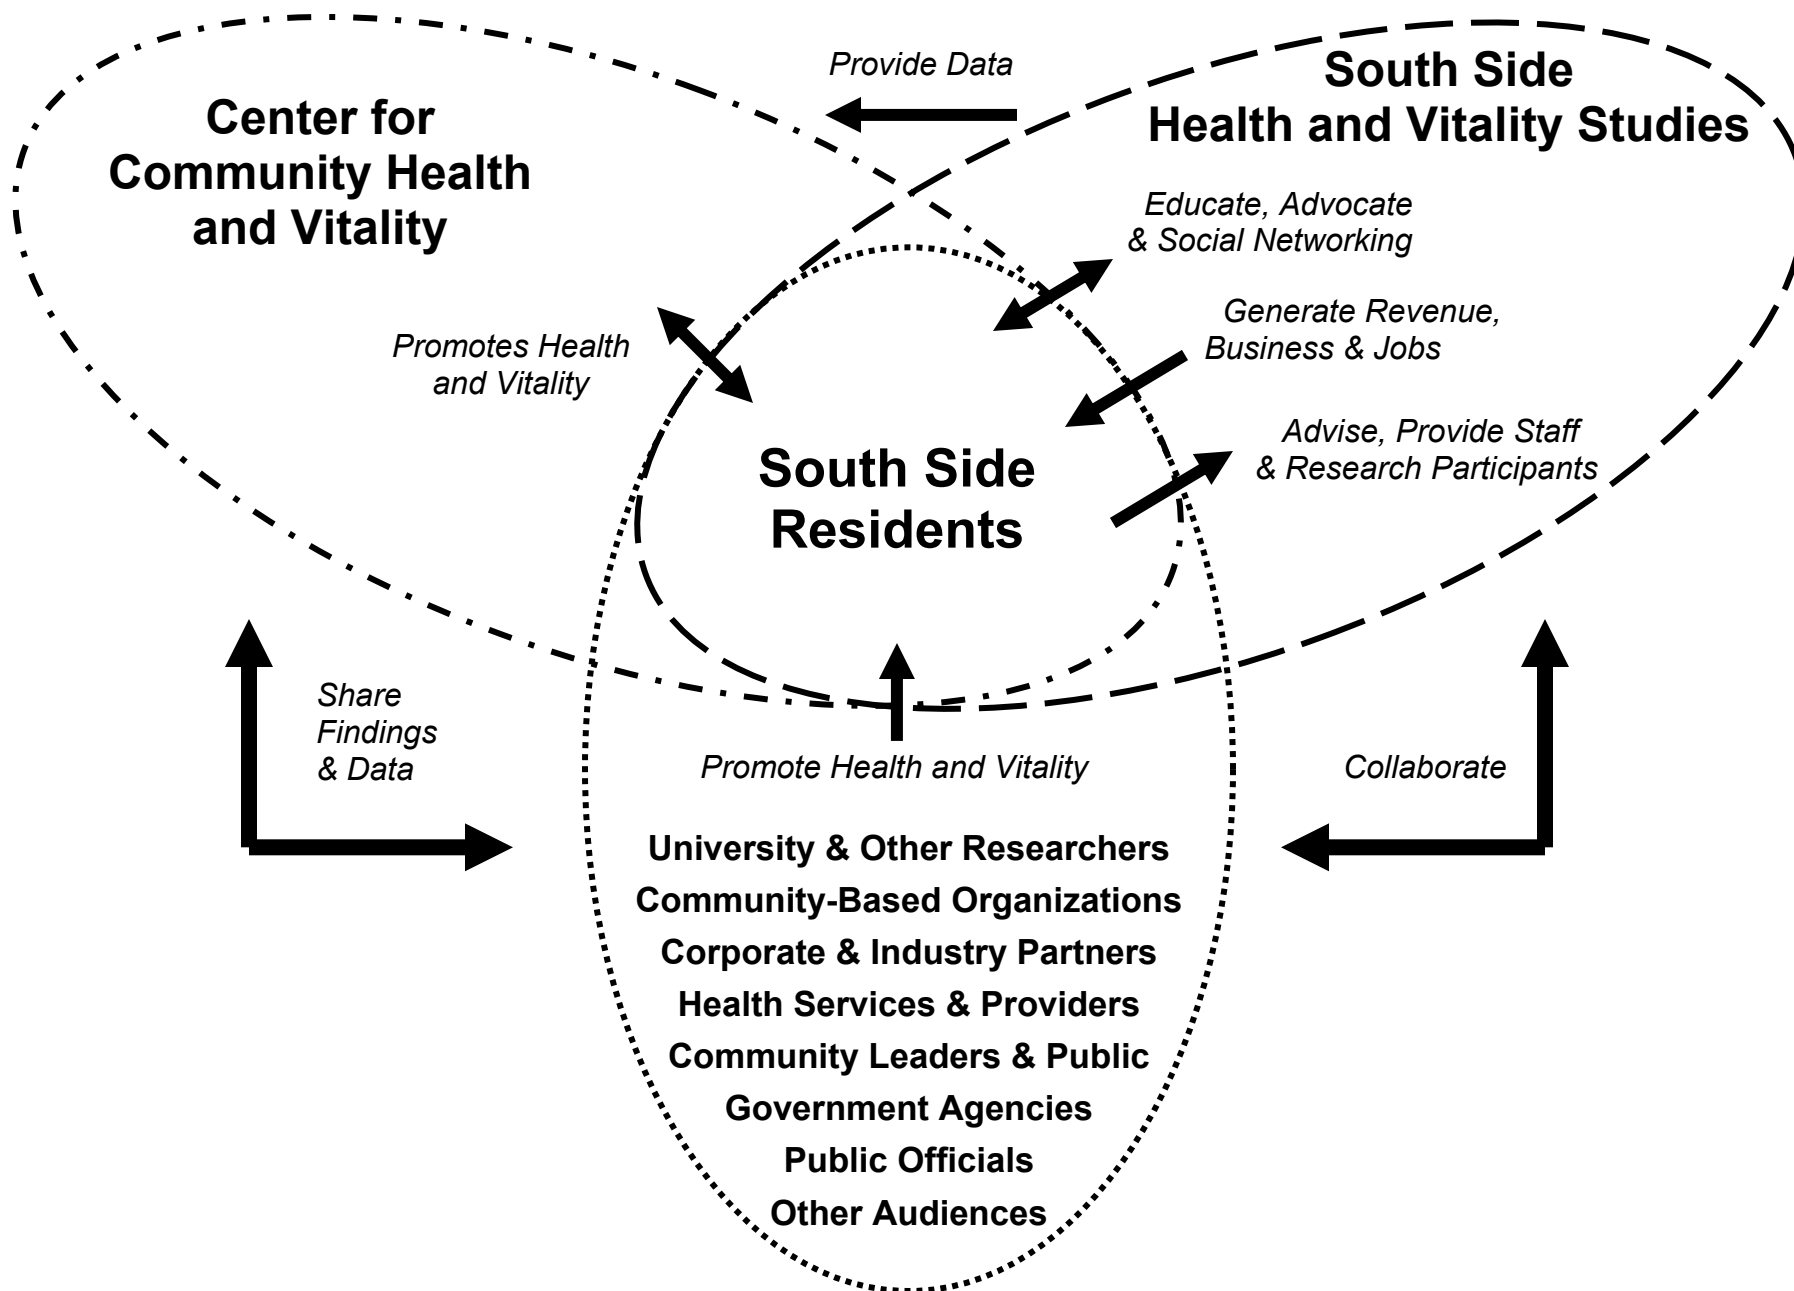 Provide Data
Center for
Community Health
and Vitality
South Side
Health and Vitality Studies
Educate, Advocate
& Social Networking
Generate Revenue,
Business & Jobs
Advise, Provide Staff
& Research Participants
Promotes Health
and Vitality
South Side
Residents
Share
Findings
& Data
Promote Health and Vitality
Collaborate
University & Other Researchers
Community-Based Organizations
Corporate & Industry Partners
Health Services & Providers
Community Leaders & Public
Government Agencies
Public Officials
Other Audiences